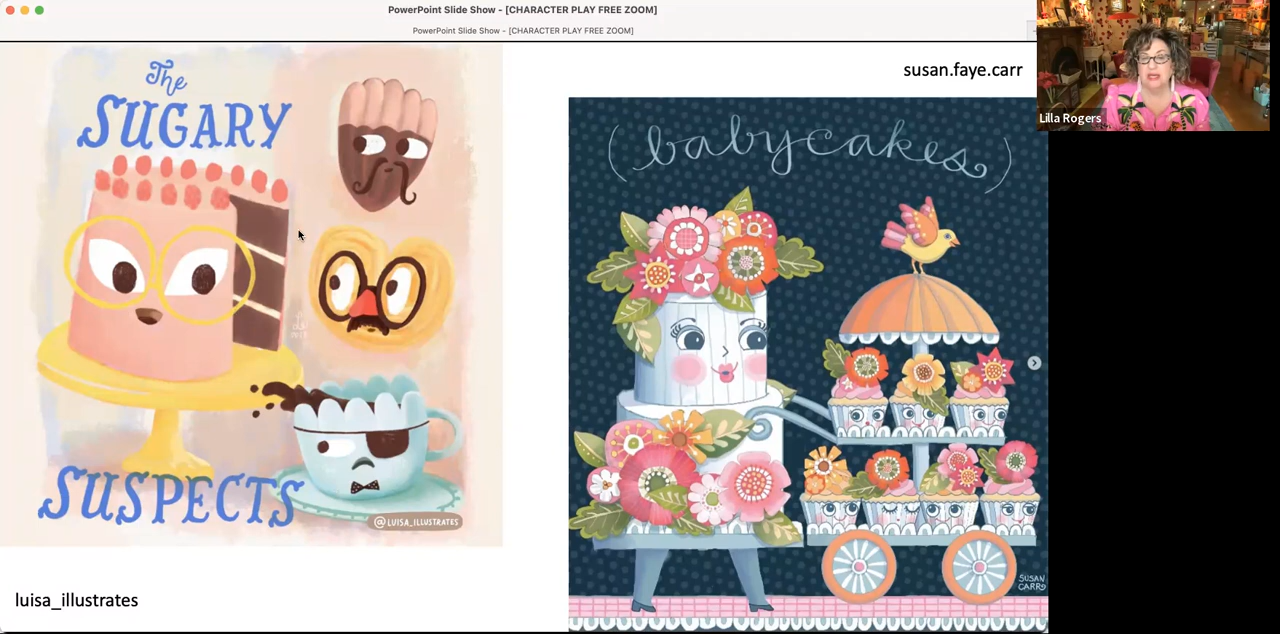 PowerPoint Slide Show - [CHARACTER PLAY FREE ZOOM]
PowerPoint Slide Show - [CHARACTER PLAY FREE ZOOM]
The
SUGARY
SUSPECTS
@LUISA_ILLUSTRATES
luisa_illustrates
susan.faye.carr
(babycakes)
SUSAN
CARR
Lilla Rogers